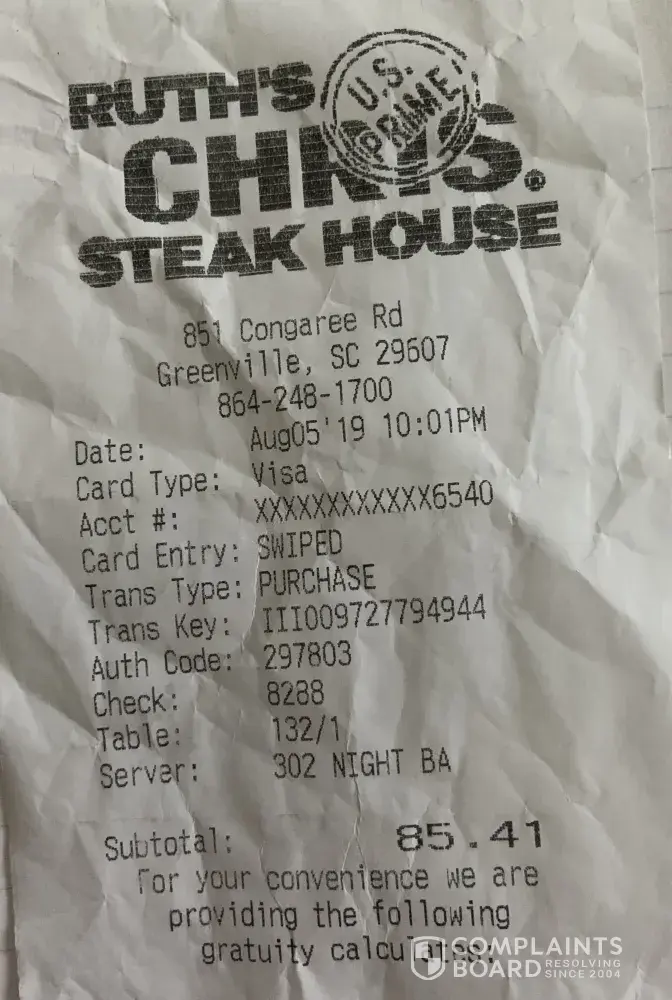 RUTH'S
U.S.
PRIME
CHRIS.
STEAK HOUSE
851 Congaree Rd
Greenville, SC 29607
864-248-1700
Date: Aug05'19 10:01PM
Card Type: Visa
Acct #: XXXXXXXXXXXX6540
Card Entry: SWIPED
Trans Type: PURCHASE
Trans Key: III009727794944
Auth Code: 297803
Check: 8288
Table: 132/1
Server: 302 NIGHT BA
Subtotal: 85.41
For your convenience we are
providing the following
gratuity calculations:
COMPLAINTS
BOARD RESOLVING
SINCE 2004